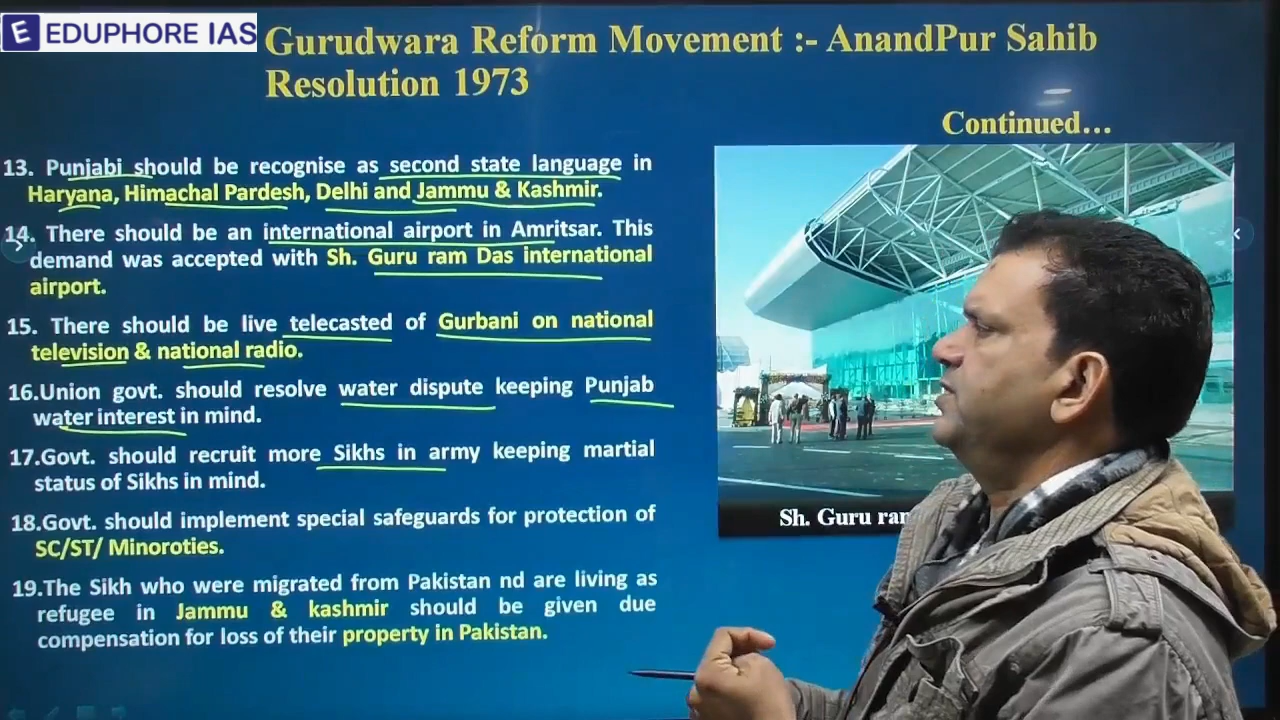 E EDUPHORE IAS
Gurudwara Reform Movement :- AnandPur Sahib
Resolution 1973
Continued...
13. Punjabi should be recognise as second state language in
Haryana, Himachal Pardesh, Delhi and Jammu & Kashmir.
14. There should be an international airport in Amritsar. This
demand was accepted with Sh. Guru ram Das international
airport.
15. There should be live telecasted of Gurbani on national
television & national radio.
16.Union govt. should resolve water dispute keeping Punjab
water interest in mind.
17.Govt. should recruit more Sikhs in army keeping martial
status of Sikhs in mind.
18.Govt. should implement special safeguards for protection of
SC/ST/ Minoroties.
19.The Sikh who were migrated from Pakistan nd are living as
refugee in Jammu & kashmir should be given due
compensation for loss of their property in Pakistan.
Sh. Guru ram